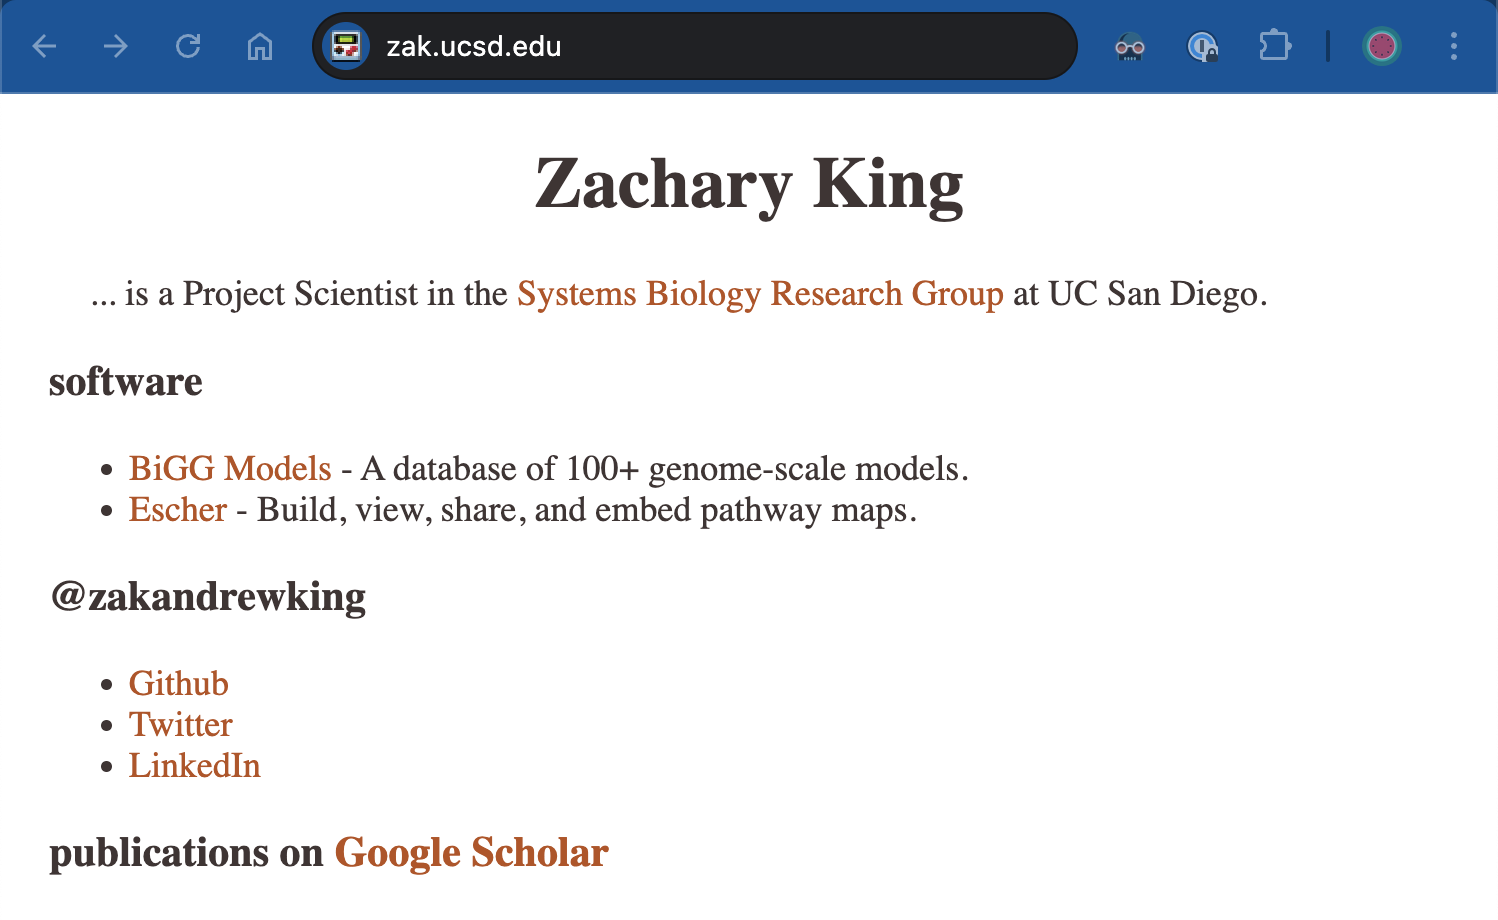 zak.ucsd.edu
Zachary King
... is a Project Scientist in the Systems Biology Research Group at UC San Diego.
software
• BiGG Models - A database of 100+ genome-scale models.
• Escher - Build, view, share, and embed pathway maps.
@zakandrewking
• Github
• Twitter
• LinkedIn
publications on Google Scholar